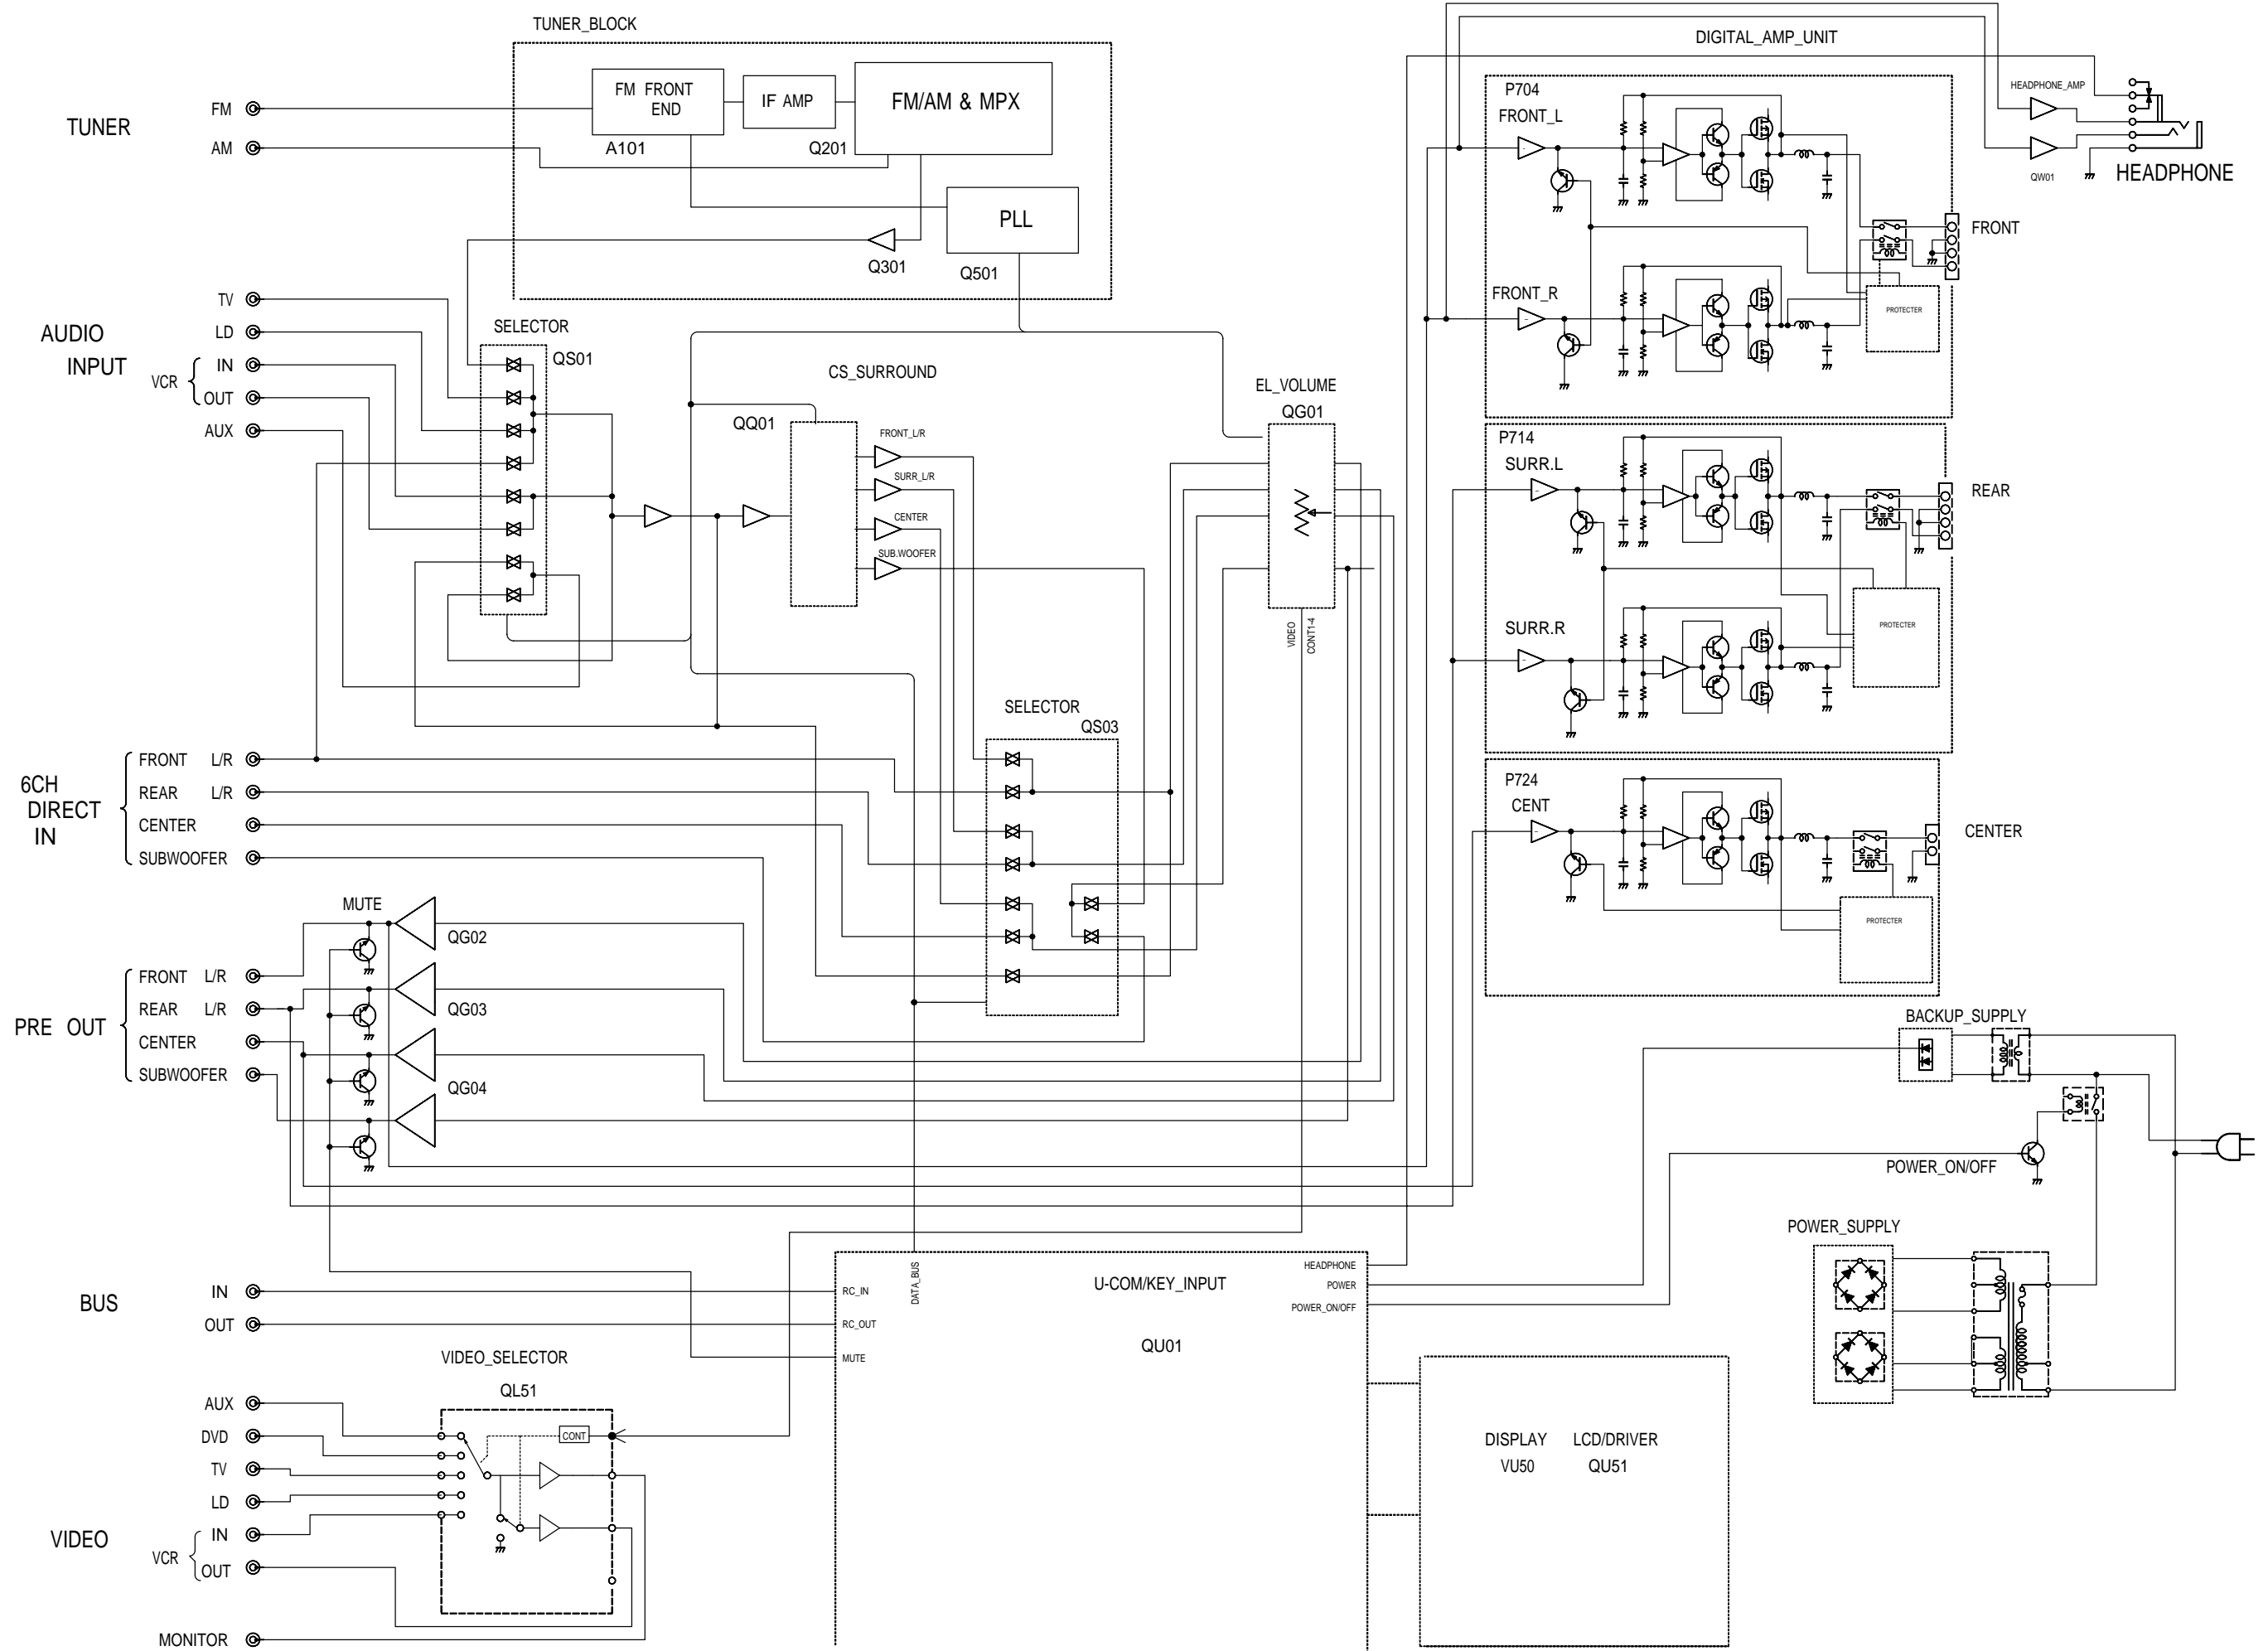 TUNER_BLOCK
DIGITAL_AMP_UNIT
TUNER
FM
AM
FM FRONT
END
A101
IF AMP
Q201
FM/AM & MPX
PLL
Q301
Q501
P704
FRONT_L
FRONT_R
PROTECTER
FRONT
HEADPHONE_AMP
QW01
HEADPHONE
AUDIO
INPUT
TV
LD
VCR
IN
OUT
AUX
SELECTOR
QS01
CS_SURROUND
QQ01
FRONT_L/R
SURR_L/R
CENTER
SUB.WOOFER
EL_VOLUME
QG01
VIDEO
CONT1-4
P714
SURR.L
SURR.R
PROTECTER
REAR
SELECTOR
QS03
6CH
DIRECT
IN
FRONT L/R
REAR L/R
CENTER
SUBWOOFER
P724
CENT
PROTECTER
CENTER
MUTE
QG02
QG03
QG04
PRE OUT
FRONT L/R
REAR L/R
CENTER
SUBWOOFER
BACKUP_SUPPLY
POWER_ON/OFF
POWER_SUPPLY
BUS
IN
OUT
RC_IN
RC_OUT
MUTE
DATA_BUS
U-COM/KEY_INPUT
QU01
HEADPHONE
POWER
POWER_ON/OFF
VIDEO_SELECTOR
QL51
CONT
VIDEO
AUX
DVD
TV
LD
VCR
IN
OUT
MONITOR
DISPLAY LCD/DRIVER
VU50 QU51